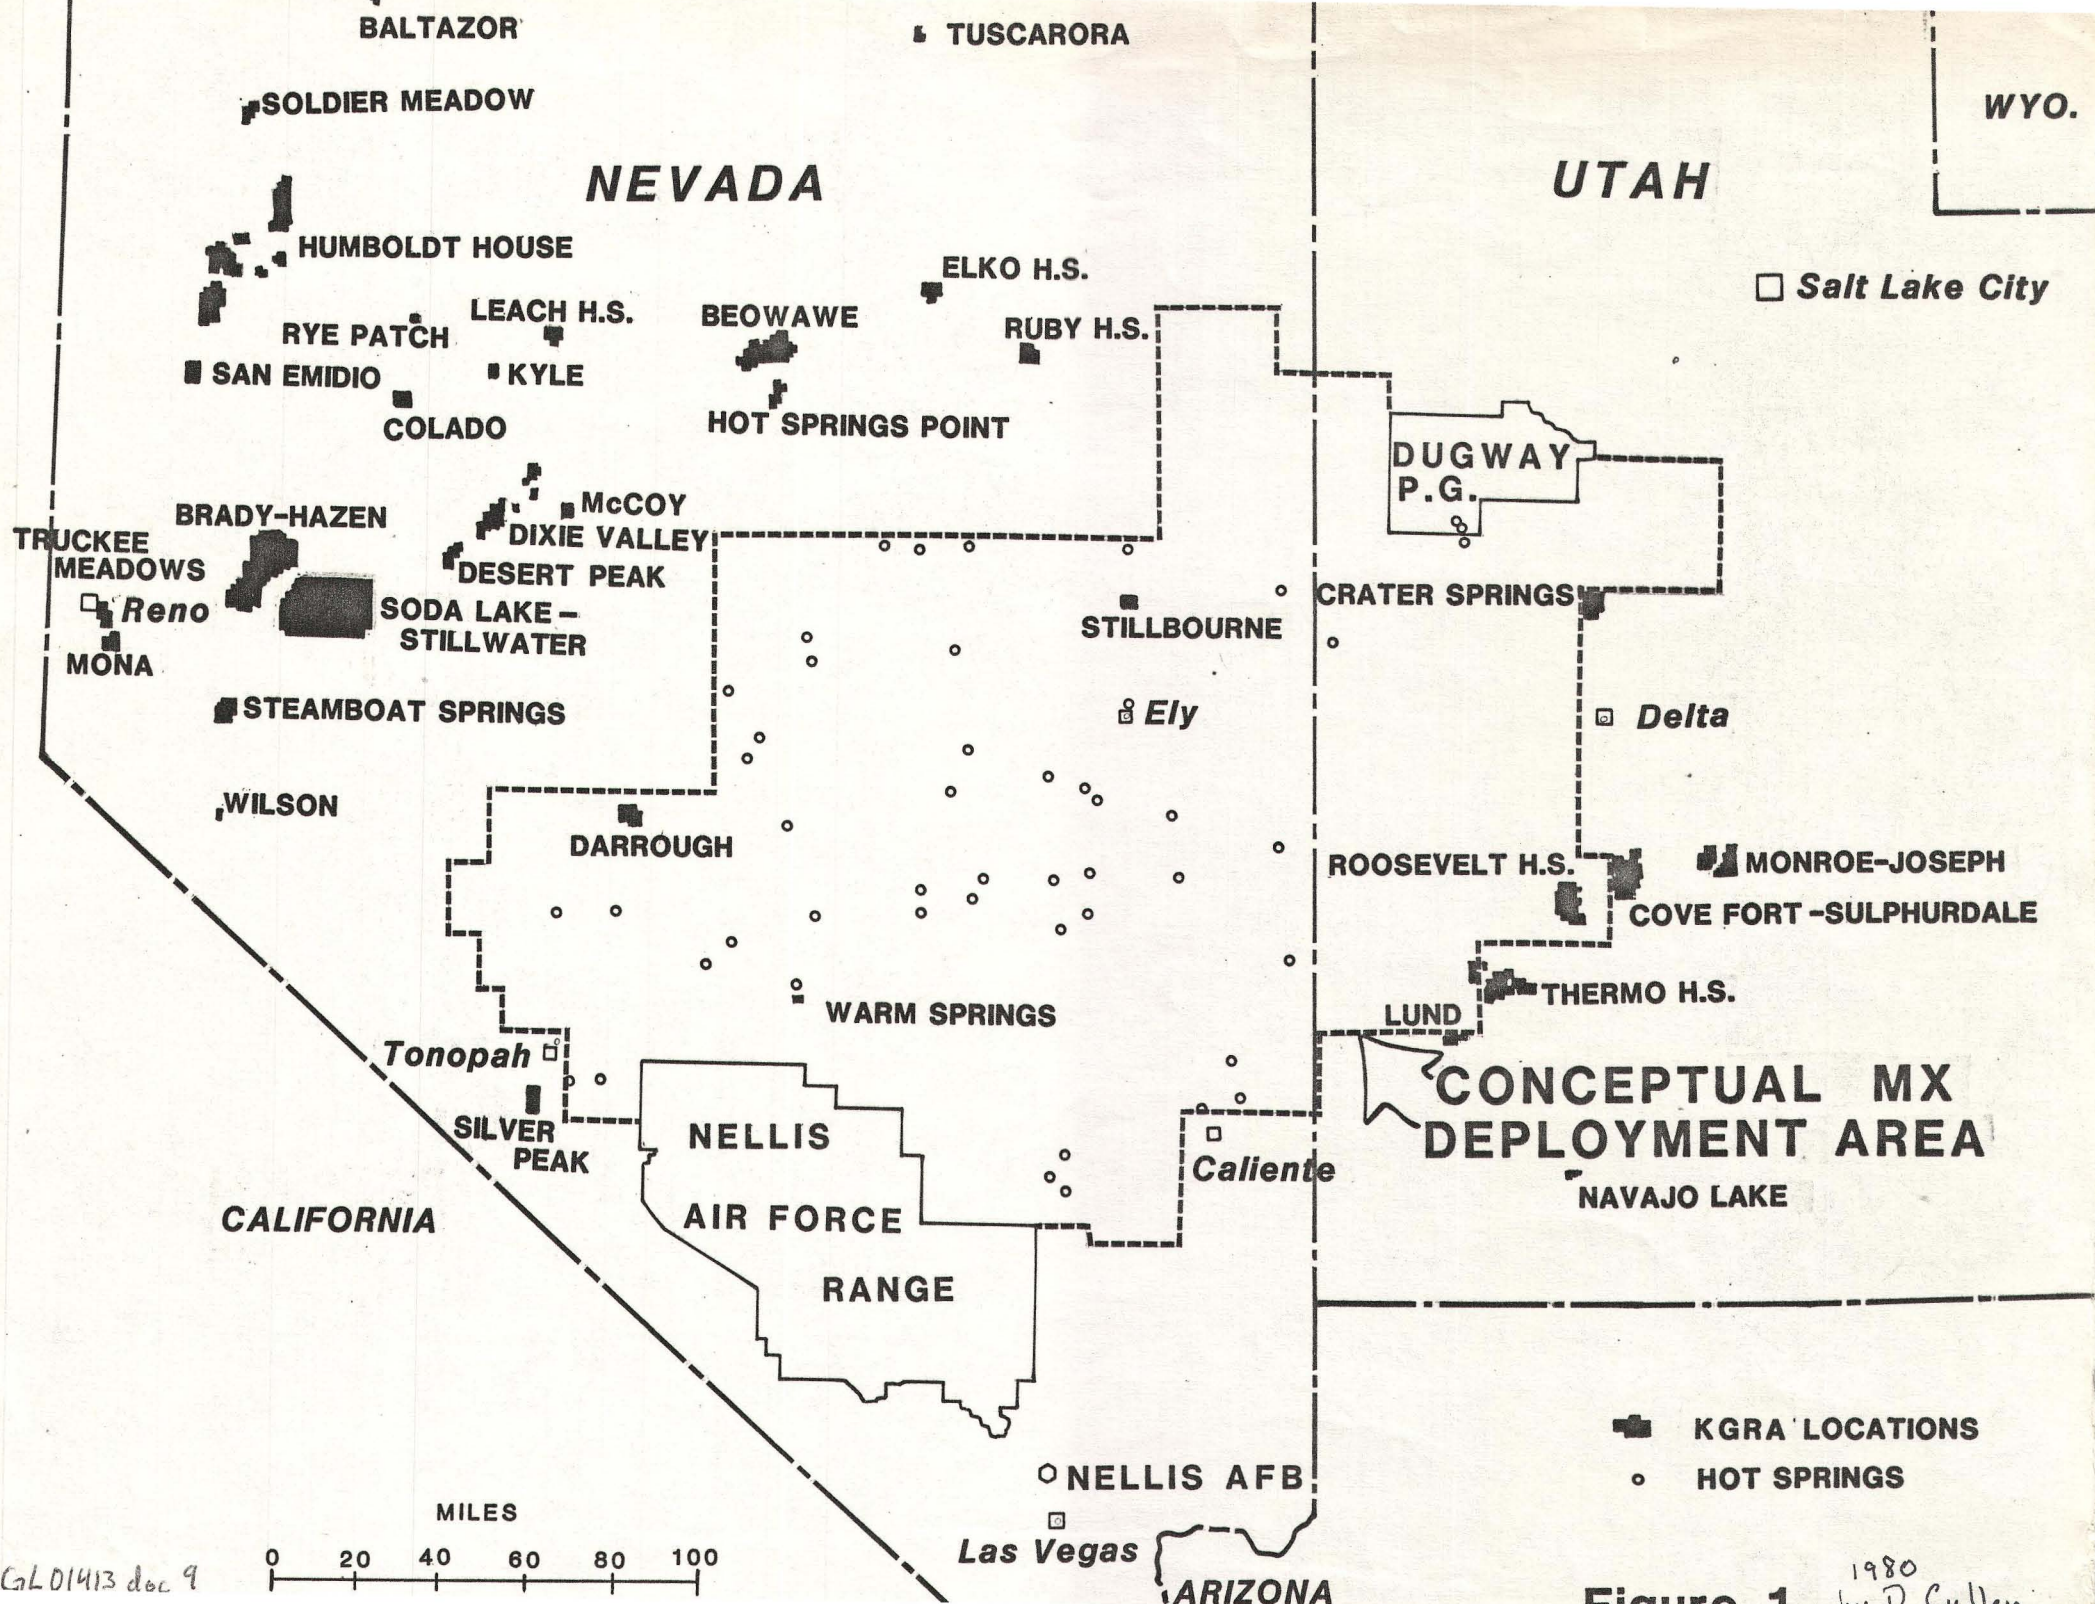 BALTAZOR
TUSCARORA
SOLDIER MEADOW
WYO.
NEVADA
UTAH
HUMBOLDT HOUSE
ELKO H.S.
Salt Lake City
LEACH H.S.
BEOWAWE
RUBY H.S.
RYE PATCH
SAN EMIDIO
KYLE
COLADO
HOT SPRINGS POINT
DUGWAY
P.G.
McCOY
BRADY-HAZEN
DIXIE VALLEY
TRUCKEE
MEADOWS
DESERT PEAK
CRATER SPRINGS
Reno
SODA LAKE-
STILLWATER
STILLBOURNE
MONA
STEAMBOAT SPRINGS
Ely
Delta
WILSON
DARROUGH
ROOSEVELT H.S.
MONROE-JOSEPH
COVE FORT-SULPHURDALE
THERMO H.S.
WARM SPRINGS
LUND
Tonopah
CONCEPTUAL MX
DEPLOYMENT AREA
SILVER
PEAK
NELLIS
AIR FORCE
RANGE
Caliente
NAVAJO LAKE
CALIFORNIA
KGRA LOCATIONS
HOT SPRINGS
NELLIS AFB
Las Vegas
ARIZONA
MILES
0 20 40 60 80 100
GL01413 doc 9
1980
Figure 1
by D. Cullen